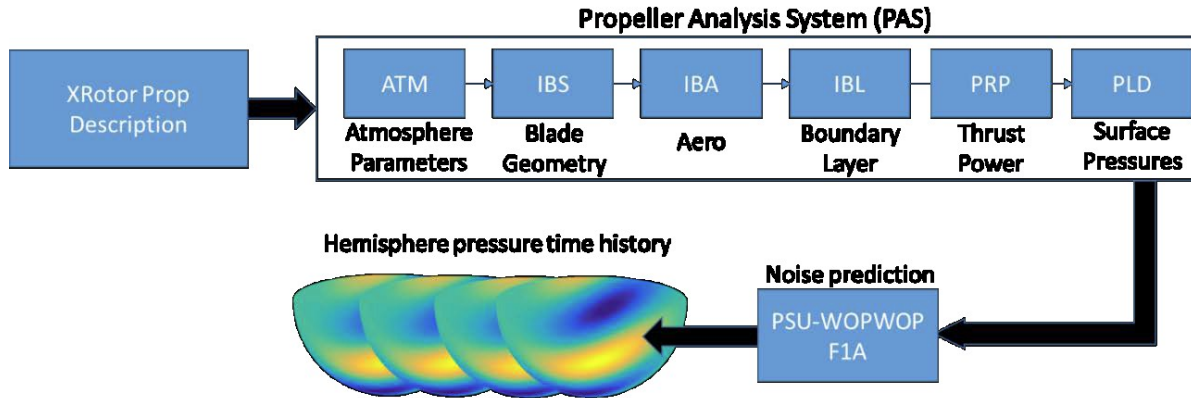 Propeller Analysis System (PAS)
XRotor Prop
Description
ATM
IBS
IBA
IBL
PRP
PLD
Atmosphere
Parameters
Blade
Geometry
Aero
Boundary
Layer
Thrust
Power
Surface
Pressures
Hemisphere pressure time history
Noise prediction
PSU-WOPWOP
F1A